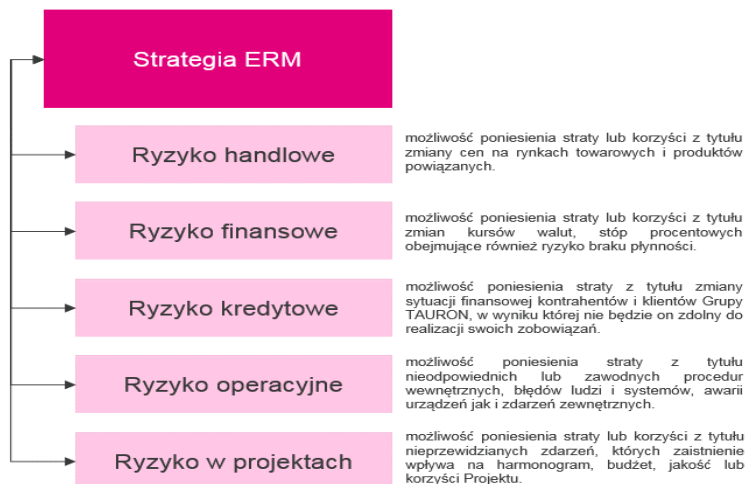 Strategia ERM
Ryzyko handlowe
możliwość poniesienia straty lub korzyści z tytułu
zmiany cen na rynkach towarowych i produktów
powiązanych.
Ryzyko finansowe
możliwość poniesienia straty lub korzyści z tytułu
zmian kursów walut, stóp procentowych
obejmujące również ryzyko braku płynności.
Ryzyko kredytowe
możliwość poniesienia straty z tytułu zmiany
sytuacji finansowej kontrahentów i klientów Grupy
TAURON, w wyniku której nie będzie on zdolny do
realizacji swoich zobowiązań.
Ryzyko operacyjne
możliwość poniesienia straty z tytułu
nieodpowiednich lub zawodnych procedur
wewnętrznych, błędów ludzi i systemów, awarii
urządzeń jak i zdarzeń zewnętrznych.
Ryzyko w projektach
możliwość poniesienia straty lub korzyści z tytułu
nieprzewidzianych zdarzeń, których zaistnienie
wpływa na harmonogram, budżet, jakość lub
korzyści Projektu.